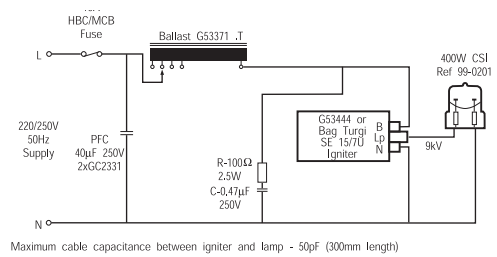 HBC/MCB
Fuse
Ballast G53371 .T
L
400W CSI
Ref 99-0201
220/250V
50Hz
Supply
PFC
40µF 250V
2xGC2331
G53444 or
Bag Turgi
SE 15/7U
Igniter
B
Lp
N
9kV
R-100Ω
2.5W
C-0,47µF
250V
N
Maximum cable capacitance between igniter and lamp - 50pF (300mm length)